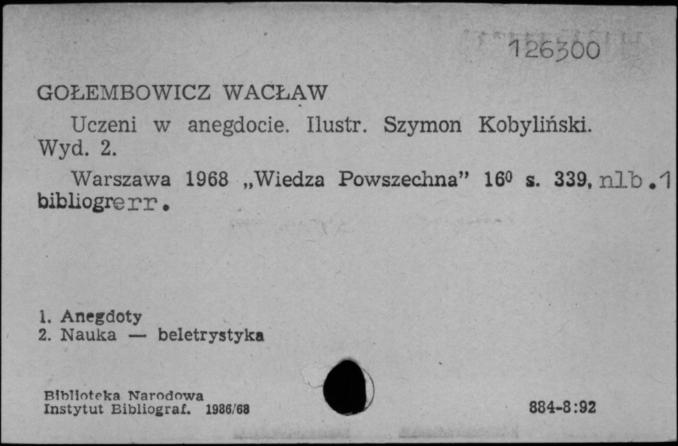 126300
GOŁEMBOWICZ WACŁAW
Uczeni w anegdocie. Ilustr. Szymon Kobyliński.
Wyd. 2.
Warszawa 1968 „Wiedza Powszechna” 16⁰ s. 339, nlb.1
bibliogrerr.
1. Anegdoty
2. Nauka — beletrystyka
Biblioteka Narodowa
Instytut Bibliograf. 1986/68
884-8:92